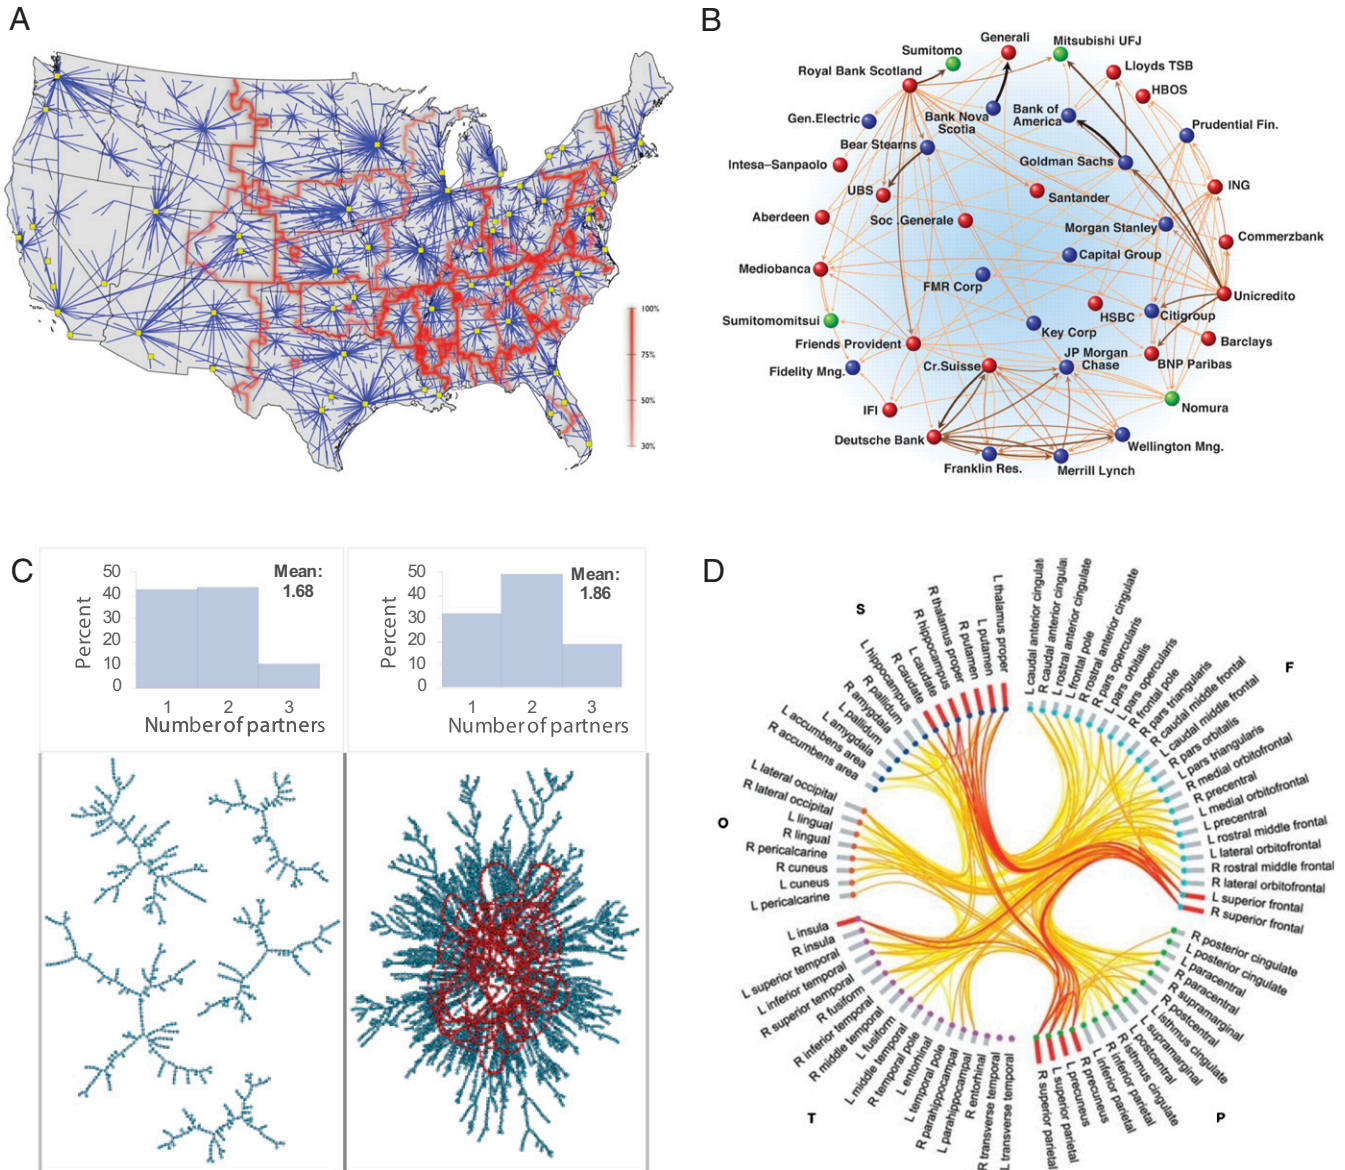 A
100%
75%
50%
30%
B
Generali
Mitsubishi UFJ
Sumitomo
Lloyds TSB
Royal Bank Scotland
HBOS
Gen.Electric
Bank Nova
Scotia
Bank of
America
Prudential Fin.
Bear Stearns
Goldman Sachs
Intesa–Sanpaolo
UBS
Santander
ING
Aberdeen
Soc .Generale
Morgan Stanley
Commerzbank
Capital Group
Mediobanca
FMR Corp
Unicredito
HSBC
Citigroup
Sumitomomitsui
Key Corp
Friends Provident
Barclays
Cr.Suisse
JP Morgan
Chase
BNP Paribas
Fidelity Mng.
IFI
Nomura
Deutsche Bank
Wellington Mng.
Franklin Res.
Merrill Lynch
C
50
40
30
20
10
0
Percent
Mean:
1.68
1 2 3
Number of partners
50
40
30
20
10
0
Percent
Mean:
1.86
1 2 3
Number of partners
D
S
L thalamus proper
L putamen
R putamen
R thalamus proper
R hippocampus
L caudate
R caudate
L hippocampus
R pallidum
R amygdala
L pallidum
L amygdala
L accumbens area
R accumbens area
F
L caudal anterior cingulat
R caudal anterior cingulat
L rostral anterior cingulate
L frontal pole
R rostral anterior cingulate
R pars opercularis
L pars orbitalis
L pars opercularis
R frontal pole
R pars triangularis
R caudal middle frontal
L caudal middle frontal
R pars orbitalis
L pars triangularis
R medial orbitofrontal
R precentral
L medial orbitofrontal
L precentral
L rostral middle frontal
L lateral orbitofrontal
R rostral middle frontal
R lateral orbitofrontal
L superior frontal
R superior frontal
O
L lateral occipital
R lateral occipital
L lingual
R lingual
R pericalcarine
R cuneus
L cuneus
L pericalcarine
T
L insula
R insula
L superior temporal
L inferior temporal
R superior temporal
R fusiform
R inferior temporal
R middle temporal
L fusiform
L middle temporal
R temporal pole
L entorhinal
L temporal pole
R parahippocampal
L parahippocampal
R entorhinal
R transverse temporal
L transverse temporal
P
R posterior cingulate
L posterior cingulate
L paracentral
R paracentral
R supramarginal
R postcentral
L isthmus cingulate
L supramarginal
L postcentral
R isthmus cingulate
R inferior parietal
L inferior parietal
R precuneus
L precuneus
L superior parietal
R superior parietal